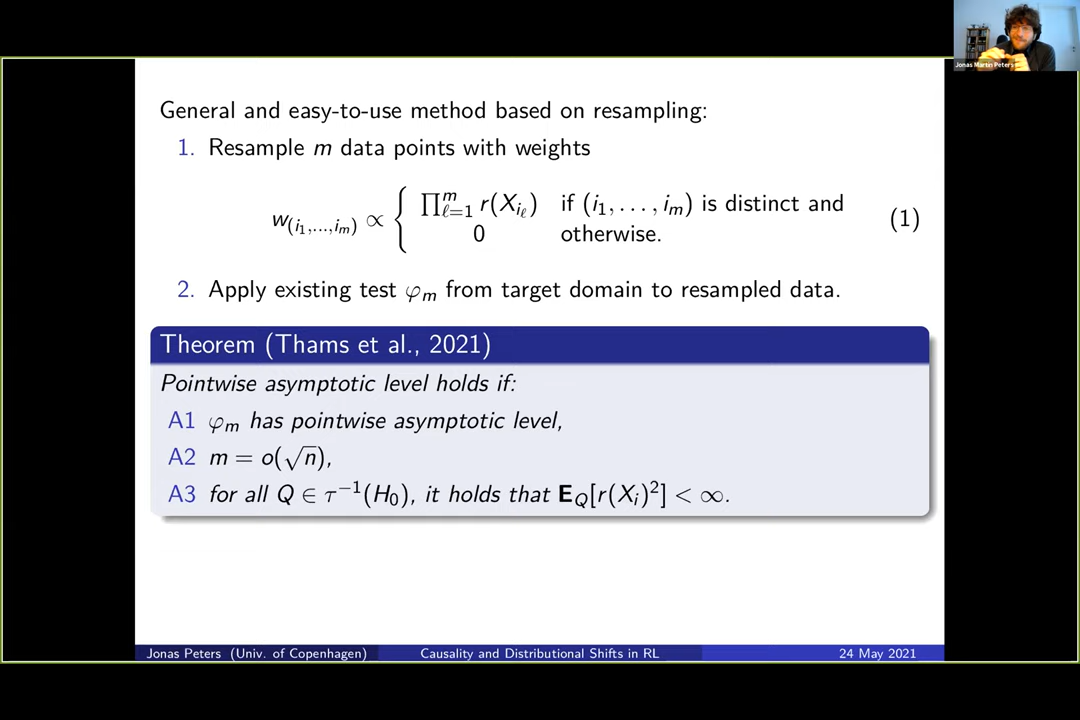 Jonas Martin Peters
General and easy-to-use method based on resampling:
1. Resample m data points with weights
w_{(i_1,...,i_m)} ∝ { ∏_{ℓ=1}^{m} r(X_{i_ℓ}) if (i_1, . . . , i_m) is distinct and
0 otherwise. (1)
2. Apply existing test φ_m from target domain to resampled data.
Theorem (Thams et al., 2021)
Pointwise asymptotic level holds if:
A1 φ_m has pointwise asymptotic level,
A2 m = o(√n),
A3 for all Q ∈ τ^{-1}(H_0), it holds that E_Q[r(X_i)^2] < ∞.
Jonas Peters (Univ. of Copenhagen) Causality and Distributional Shifts in RL 24 May 2021